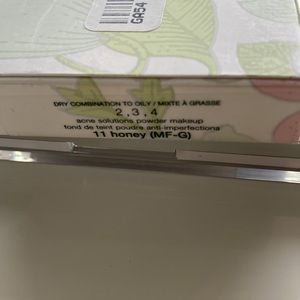 GA54
DRY COMBINATION TO OILY / MIXTE À GRASSE
2,3,4
acne solutions powder makeup
fond de teint poudre anti-imperfections
11 honey (MF-G)